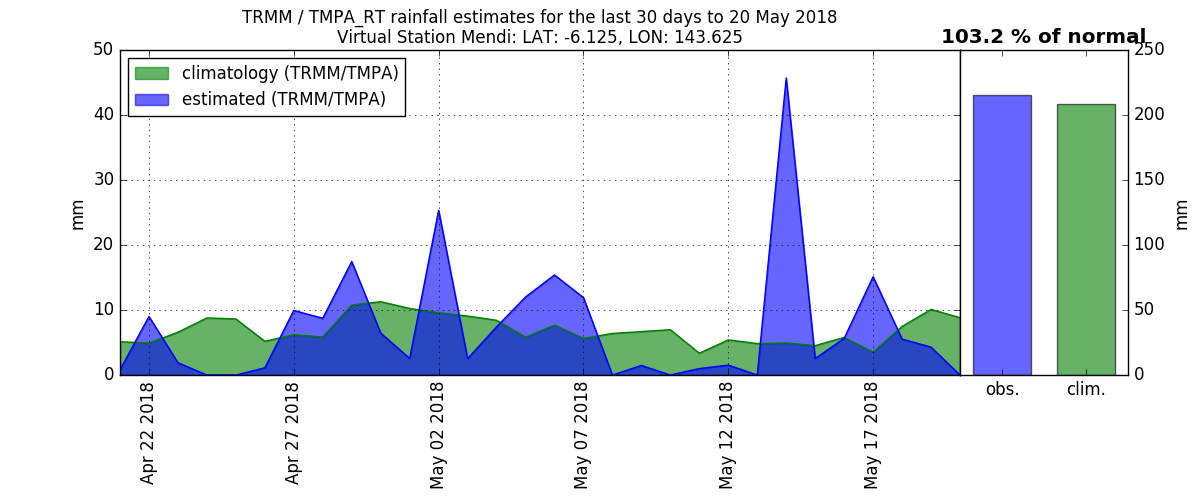 TRMM / TMPA_RT rainfall estimates for the last 30 days to 20 May 2018
Virtual Station Mendi: LAT: -6.125, LON: 143.625
103.2 % of normal
climatology (TRMM/TMPA)
estimated (TRMM/TMPA)
50
40
30
20
10
0
mm
250
200
150
100
50
0
mm
Apr 22 2018
Apr 27 2018
May 02 2018
May 07 2018
May 12 2018
May 17 2018
obs.
clim.